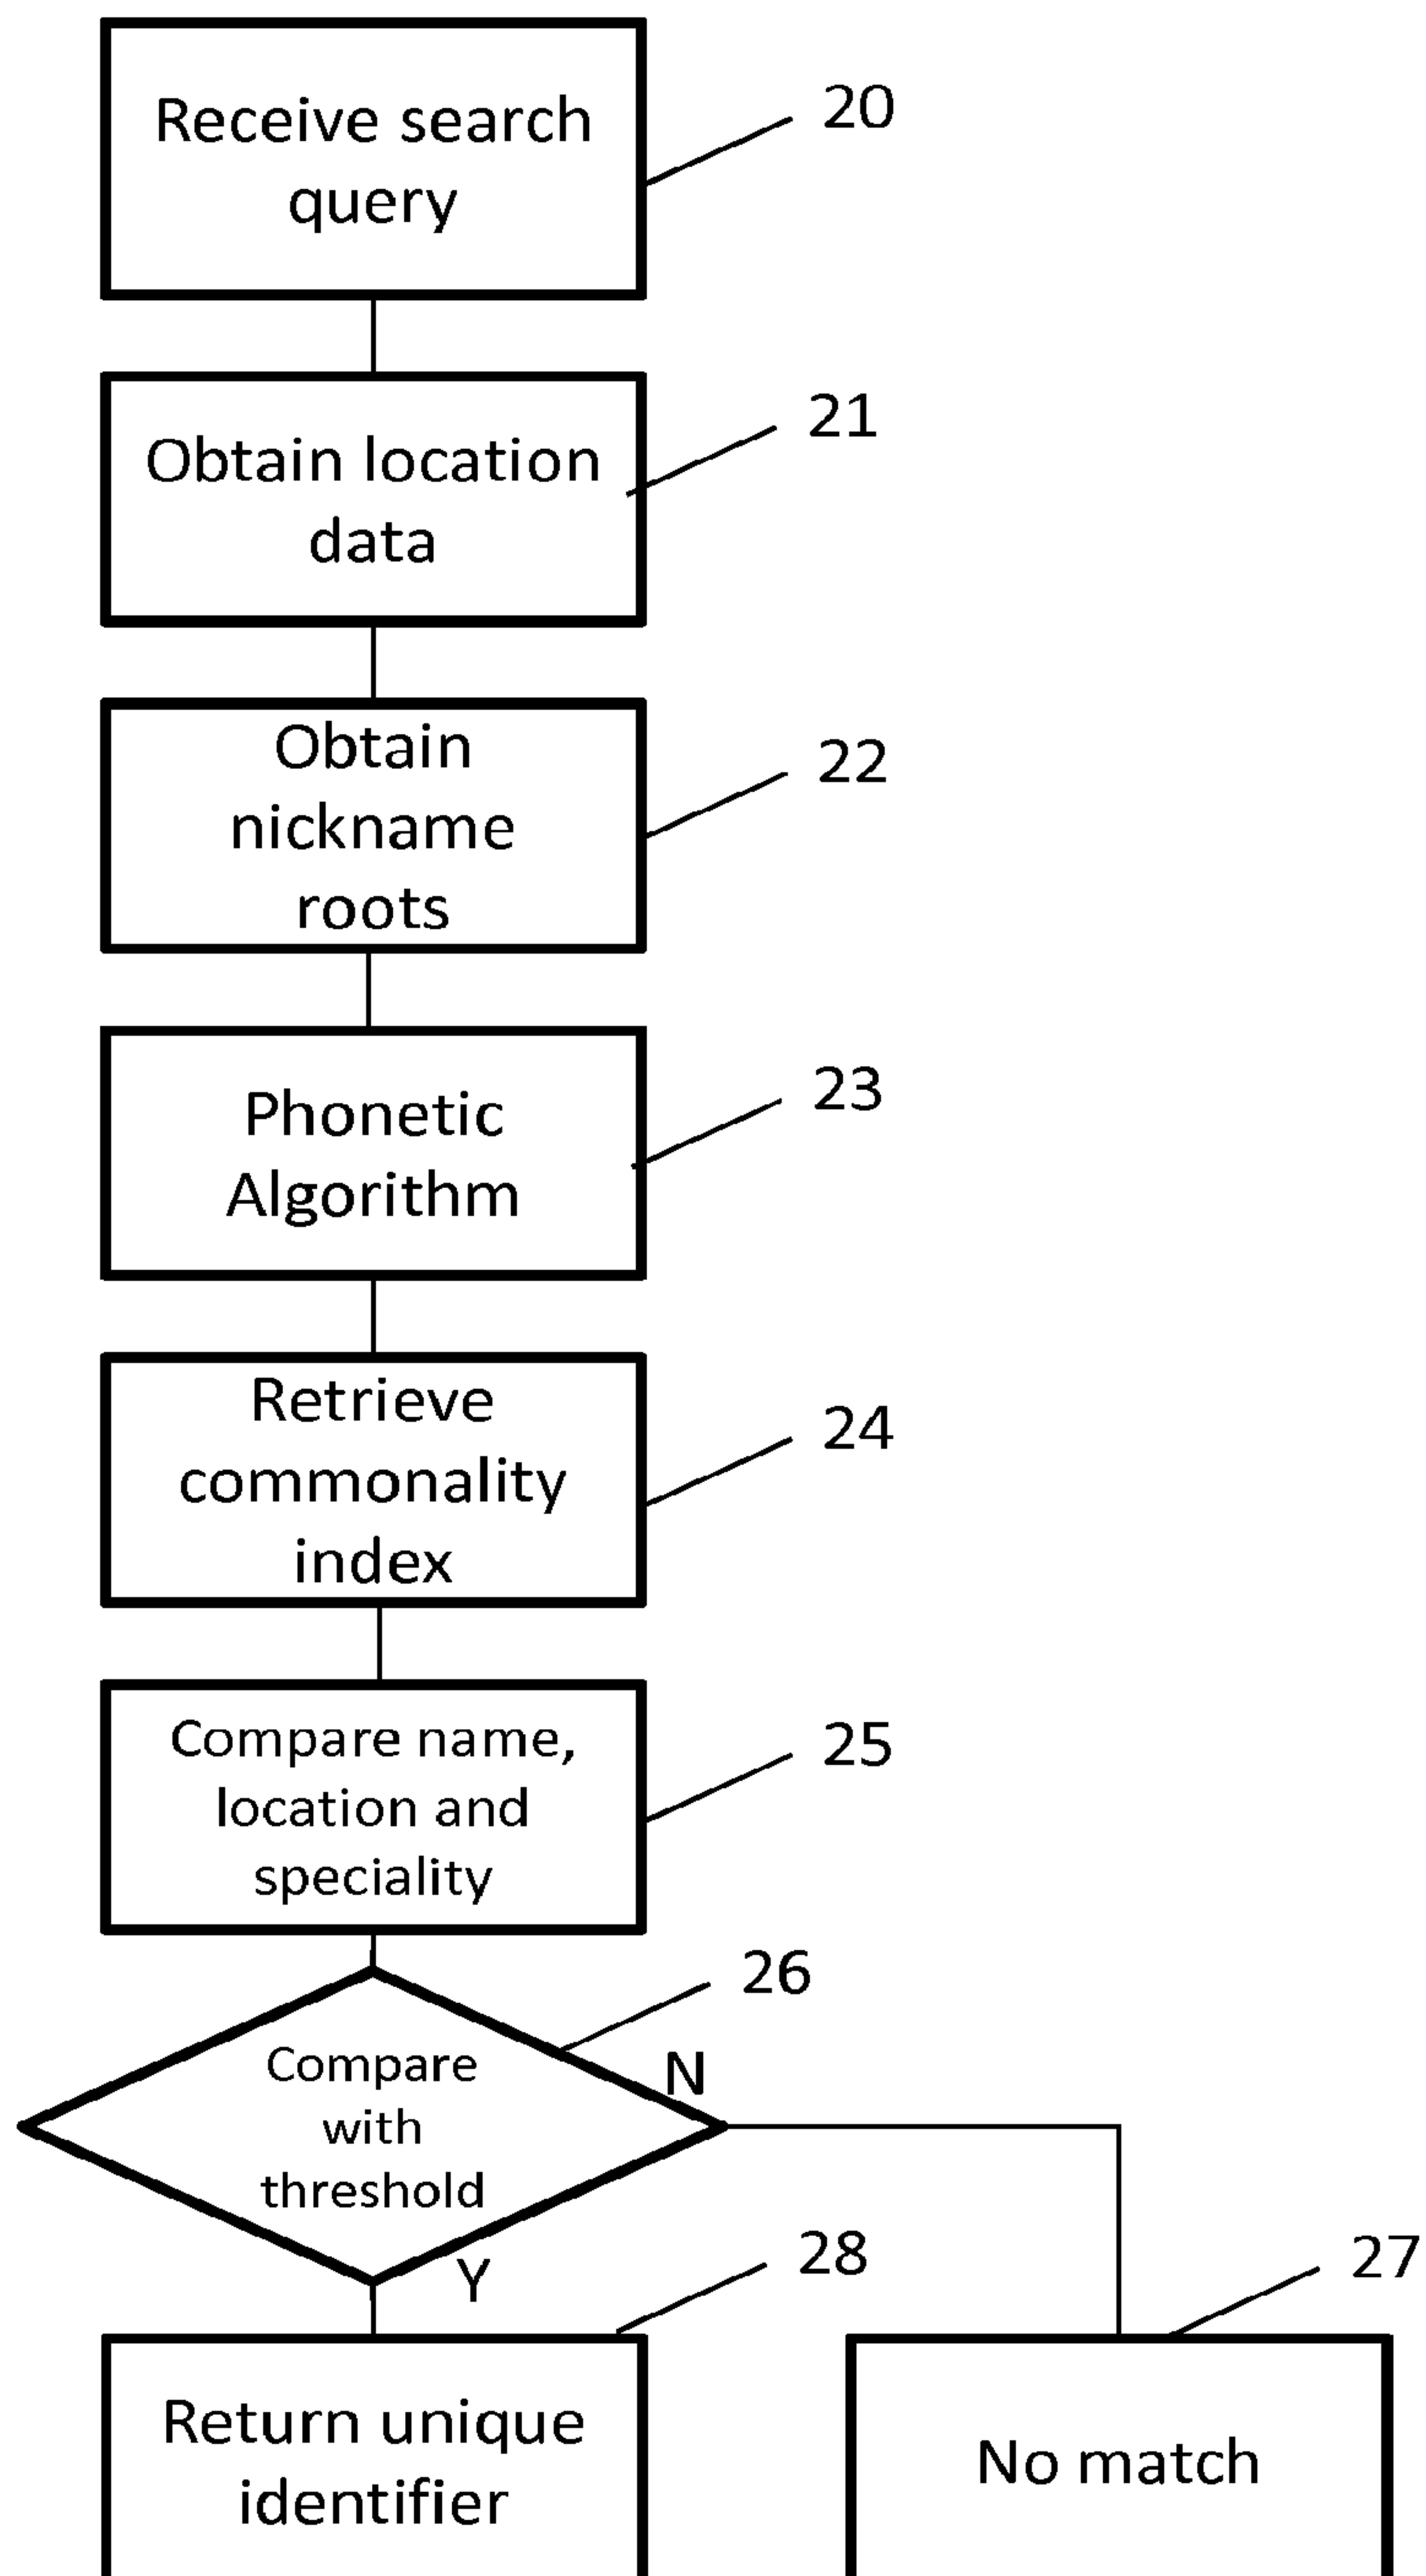 Receive search
query
20
Obtain location
data
21
Obtain
nickname
roots
22
Phonetic
Algorithm
23
Retrieve
commonality
index
24
Compare name,
location and
speciality
25
26
Compare
with
threshold
N
Y
28
27
Return unique
identifier
No match